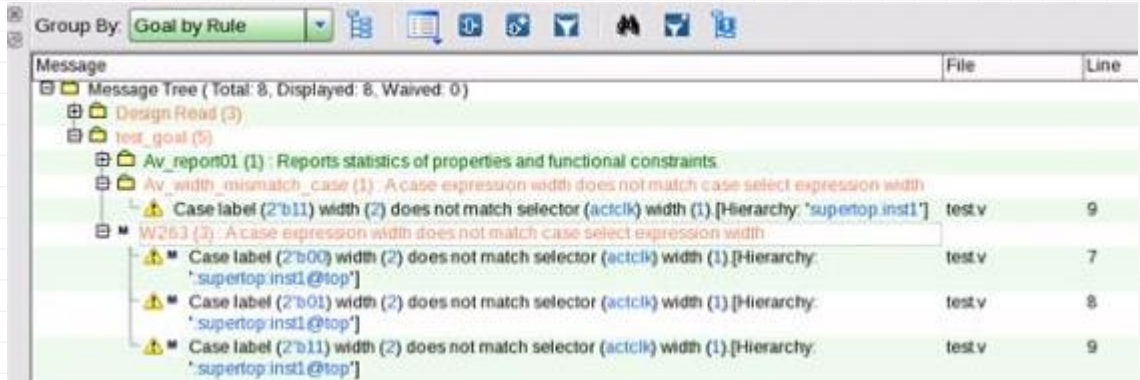 Group By: Goal by Rule
Message File Line
Message Tree (Total: 8, Displayed: 8, Waived: 0)
Design Read (3)
test_goal (5)
Av_report01 (1) : Reports statistics of properties and functional constraints.
Av_width_mismatch_case (1) : A case expression width does not match case select expression width
Case label (2'b11) width (2) does not match selector (actclk) width (1).[Hierarchy: 'supertop.inst1'] test.v 9
W263 (3) : A case expression width does not match case select expression width
Case label (2'b00) width (2) does not match selector (actclk) width (1).[Hierarchy: test.v 7
':supertop:inst1@top']
Case label (2'b01) width (2) does not match selector (actclk) width (1).[Hierarchy: test.v 8
':supertop:inst1@top']
Case label (2'b11) width (2) does not match selector (actclk) width (1).[Hierarchy: test.v 9
':supertop:inst1@top']